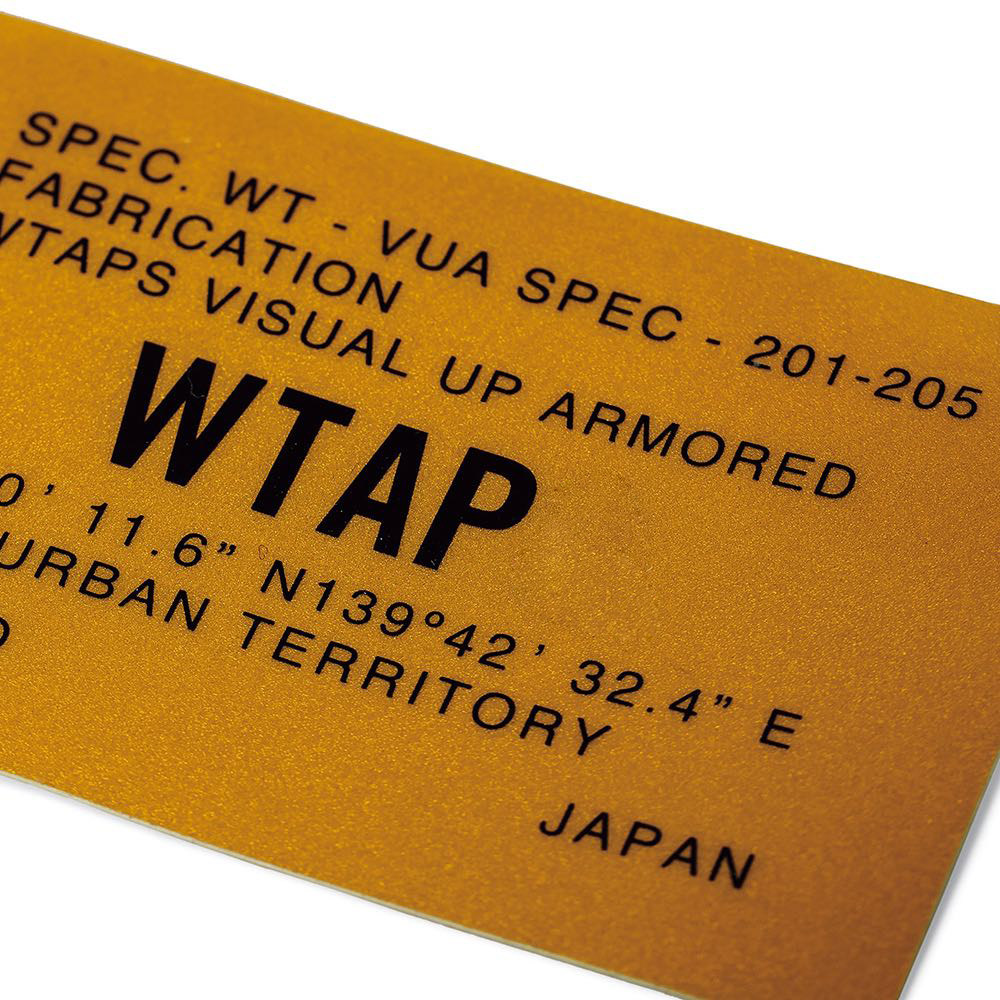 SPEC. WT - VUA SPEC - 201-205
FABRICATION
WTAPS VISUAL UP ARMORED
WTAP
0’ 11.6” N139°42’ 32.4” E
URBAN TERRITORY
D
JAPAN